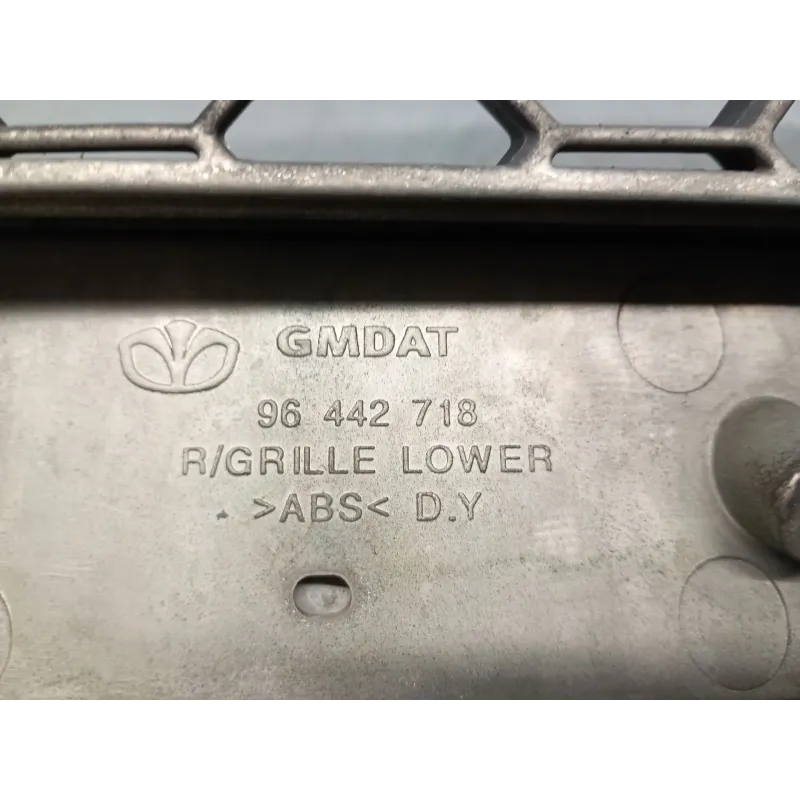 GMDAT
96 442 718
R/GRILLE LOWER
>ABS< D.Y